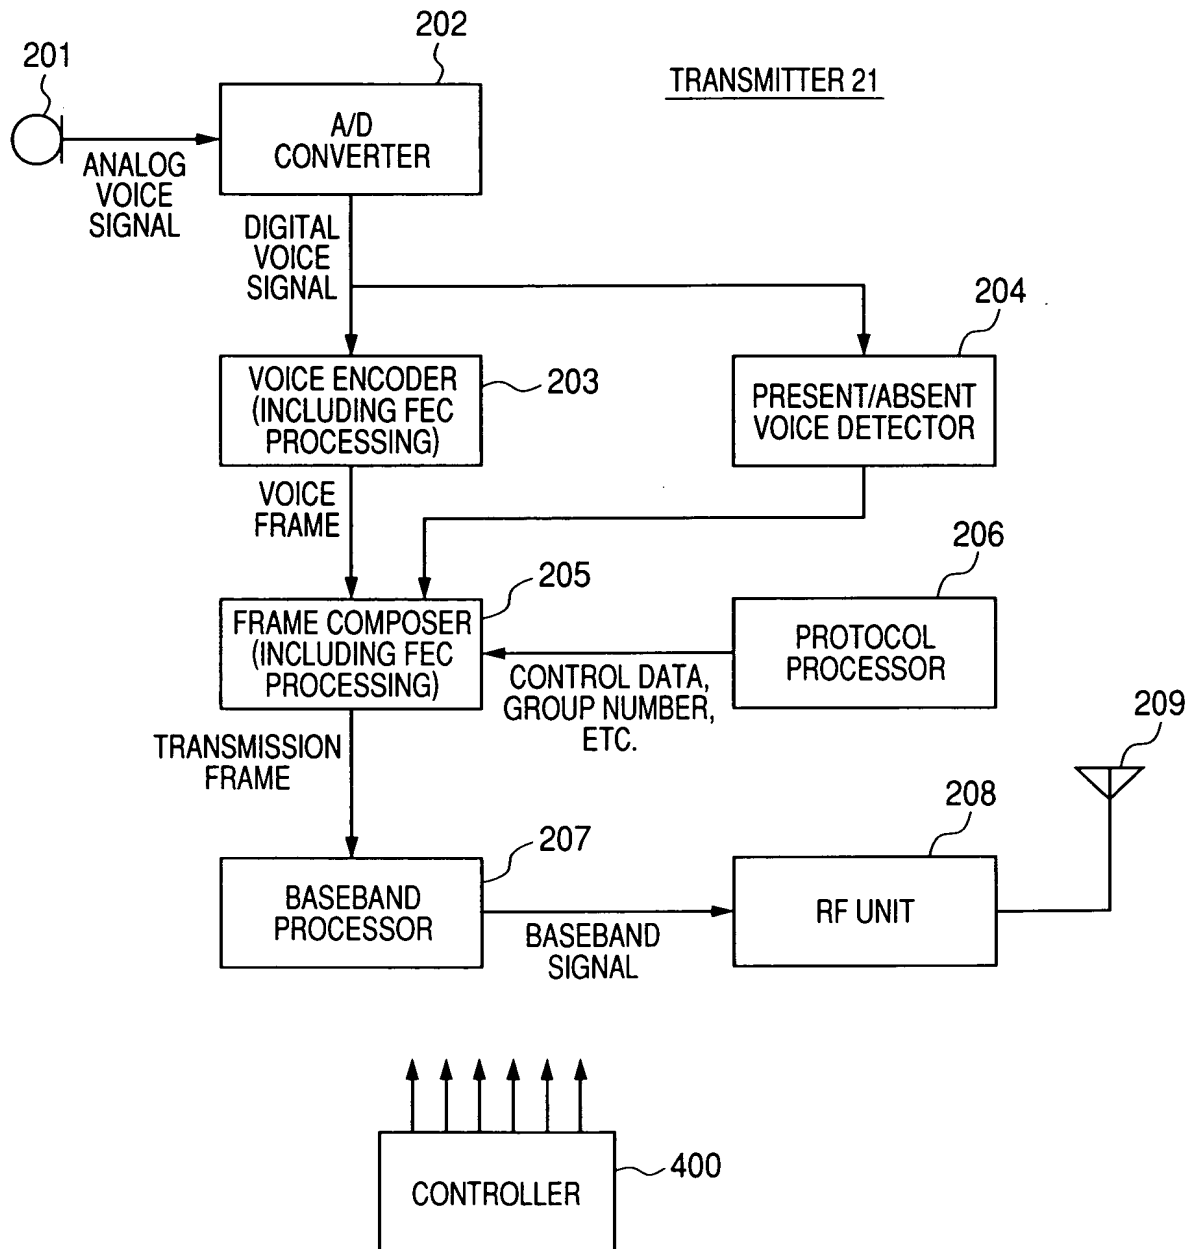 201
202
TRANSMITTER 21
A/D
CONVERTER
ANALOG
VOICE
SIGNAL
DIGITAL
VOICE
SIGNAL
204
VOICE ENCODER
(INCLUDING FEC
PROCESSING)
203
PRESENT/ABSENT
VOICE DETECTOR
VOICE
FRAME
206
205
FRAME COMPOSER
(INCLUDING FEC
PROCESSING)
PROTOCOL
PROCESSOR
CONTROL DATA,
GROUP NUMBER,
ETC.
209
TRANSMISSION
FRAME
208
207
BASEBAND
PROCESSOR
RF UNIT
BASEBAND
SIGNAL
400
CONTROLLER